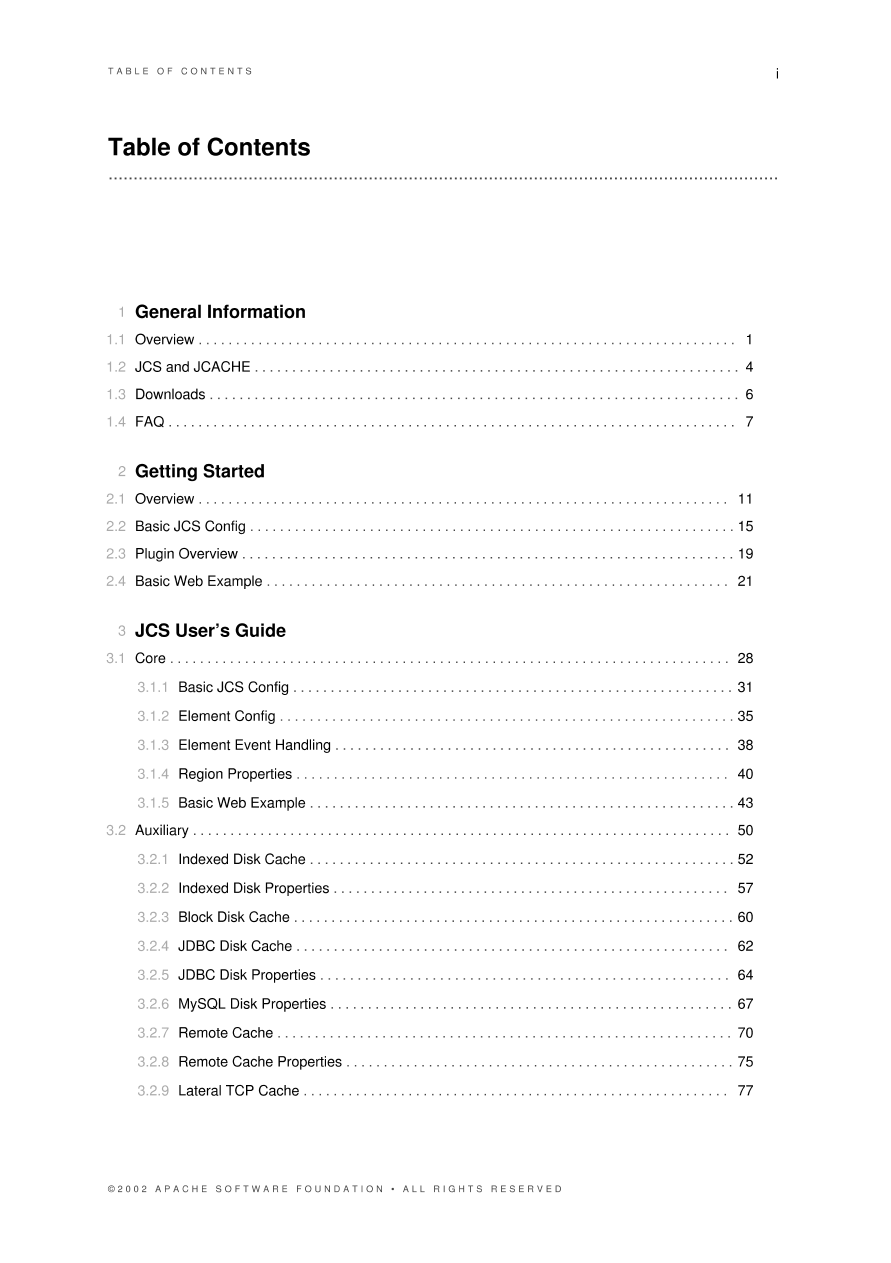 TABLE OF CONTENTS i
Table of Contents
1 General Information
1.1 Overview . . . . . . . . . . . . . . . . . . . . . . . . . . . . . . . . . . . . . . . . 1
1.2 JCS and JCACHE . . . . . . . . . . . . . . . . . . . . . . . . . . . . . . . . . . . . . . . . 4
1.3 Downloads . . . . . . . . . . . . . . . . . . . . . . . . . . . . . . . . . . . . . . . . 6
1.4 FAQ . . . . . . . . . . . . . . . . . . . . . . . . . . . . . . . . . . . . . . . . 7
2 Getting Started
2.1 Overview . . . . . . . . . . . . . . . . . . . . . . . . . . . . . . . . . . . . . . . . 11
2.2 Basic JCS Config . . . . . . . . . . . . . . . . . . . . . . . . . . . . . . . . . . . . . . . . 15
2.3 Plugin Overview . . . . . . . . . . . . . . . . . . . . . . . . . . . . . . . . . . . . . . . . 19
2.4 Basic Web Example . . . . . . . . . . . . . . . . . . . . . . . . . . . . . . . . . . . . . . . . 21
3 JCS User’s Guide
3.1 Core . . . . . . . . . . . . . . . . . . . . . . . . . . . . . . . . . . . . . . . . 28
3.1.1 Basic JCS Config . . . . . . . . . . . . . . . . . . . . . . . . . . . . . . . . . . . . . . . . 31
3.1.2 Element Config . . . . . . . . . . . . . . . . . . . . . . . . . . . . . . . . . . . . . . . . 35
3.1.3 Element Event Handling . . . . . . . . . . . . . . . . . . . . . . . . . . . . . . . . . . . . . . . . 38
3.1.4 Region Properties . . . . . . . . . . . . . . . . . . . . . . . . . . . . . . . . . . . . . . . . 40
3.1.5 Basic Web Example . . . . . . . . . . . . . . . . . . . . . . . . . . . . . . . . . . . . . . . . 43
3.2 Auxiliary . . . . . . . . . . . . . . . . . . . . . . . . . . . . . . . . . . . . . . . . 50
3.2.1 Indexed Disk Cache . . . . . . . . . . . . . . . . . . . . . . . . . . . . . . . . . . . . . . . . 52
3.2.2 Indexed Disk Properties . . . . . . . . . . . . . . . . . . . . . . . . . . . . . . . . . . . . . . . . 57
3.2.3 Block Disk Cache . . . . . . . . . . . . . . . . . . . . . . . . . . . . . . . . . . . . . . . . 60
3.2.4 JDBC Disk Cache . . . . . . . . . . . . . . . . . . . . . . . . . . . . . . . . . . . . . . . . 62
3.2.5 JDBC Disk Properties . . . . . . . . . . . . . . . . . . . . . . . . . . . . . . . . . . . . . . . . 64
3.2.6 MySQL Disk Properties . . . . . . . . . . . . . . . . . . . . . . . . . . . . . . . . . . . . . . . . 67
3.2.7 Remote Cache . . . . . . . . . . . . . . . . . . . . . . . . . . . . . . . . . . . . . . . . 70
3.2.8 Remote Cache Properties . . . . . . . . . . . . . . . . . . . . . . . . . . . . . . . . . . . . . . . . 75
3.2.9 Lateral TCP Cache . . . . . . . . . . . . . . . . . . . . . . . . . . . . . . . . . . . . . . . . 77
©2002 APACHE SOFTWARE FOUNDATION • ALL RIGHTS RESERVED